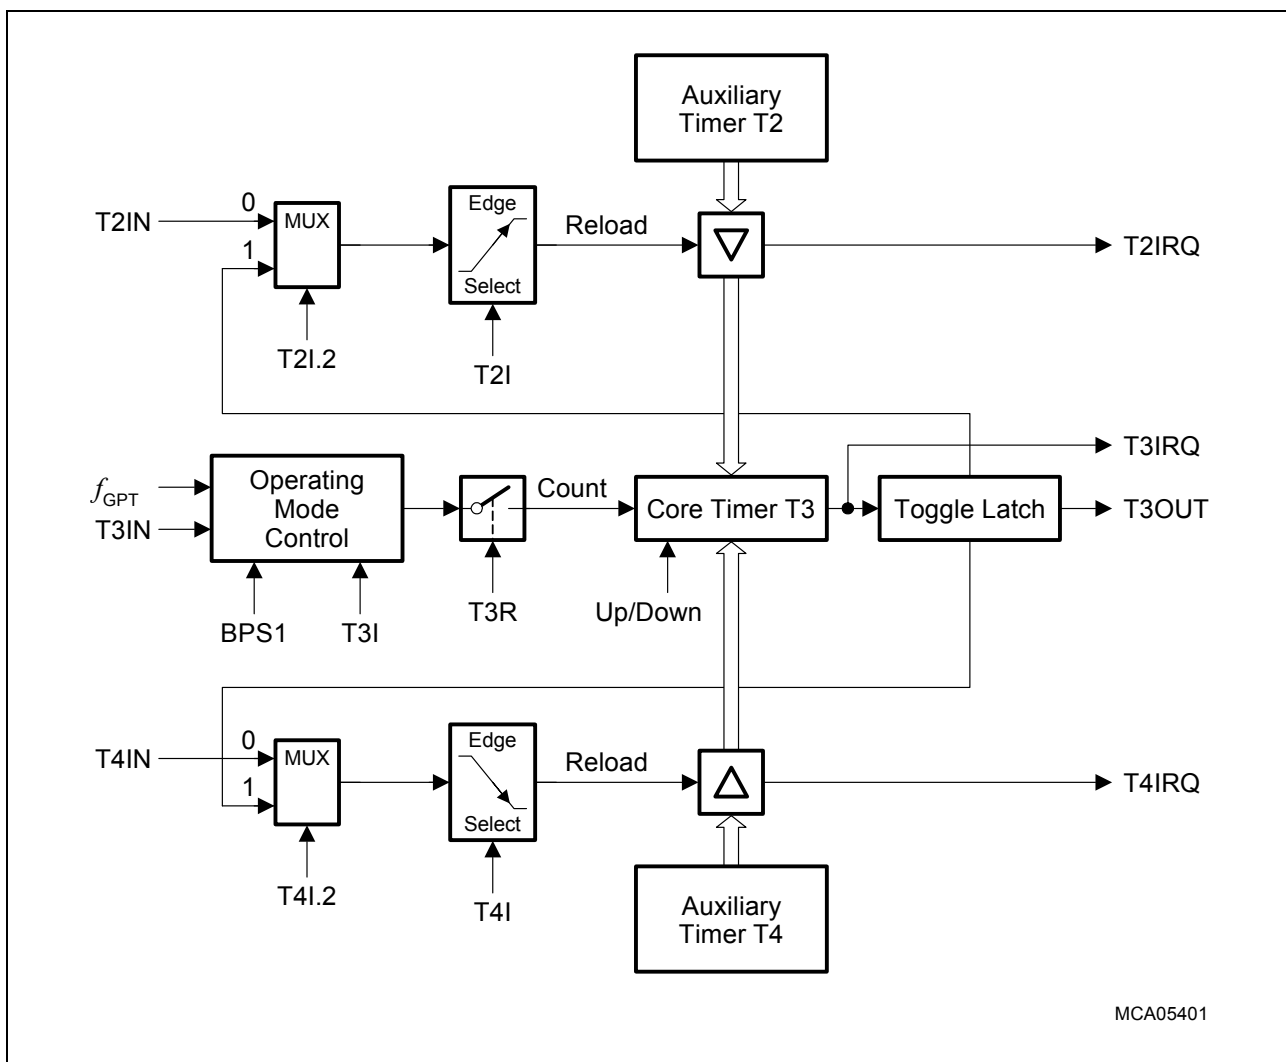 Auxiliary
Timer T2
T2IN
0
1
MUX
Edge
Select
Reload
T2IRQ
T2I.2
T2I
T3IRQ
fGPT
T3IN
Operating
Mode
Control
Count
Core Timer T3
Toggle Latch
T3OUT
BPS1
T3I
T3R
Up/Down
T4IN
0
1
MUX
Edge
Select
Reload
T4IRQ
T4I.2
T4I
Auxiliary
Timer T4
MCA05401